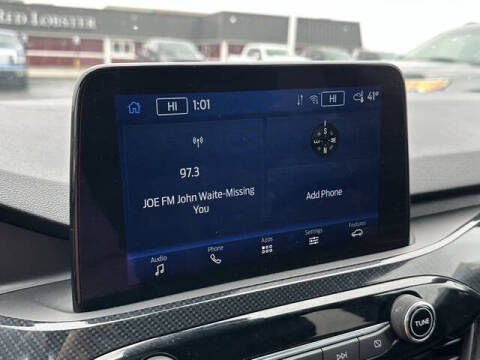 RED LOBSTER
HI 1:01 HI 41°
97.3
JOE FM John Waite-Missing
You
S
E W
N
Add Phone
Audio Phone Apps Settings Features
TUNE